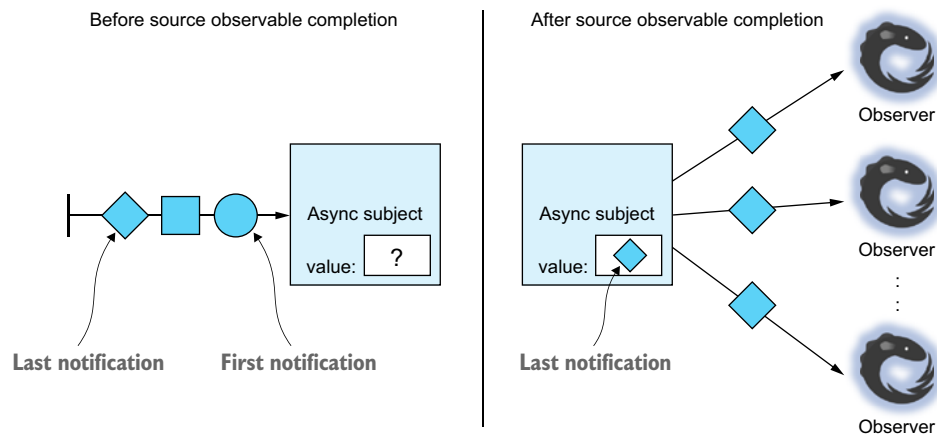 Before source observable completion
Async subject
value: ?
Last notification
First notification
After source observable completion
Async subject
value:
Last notification
Observer
Observer
Observer